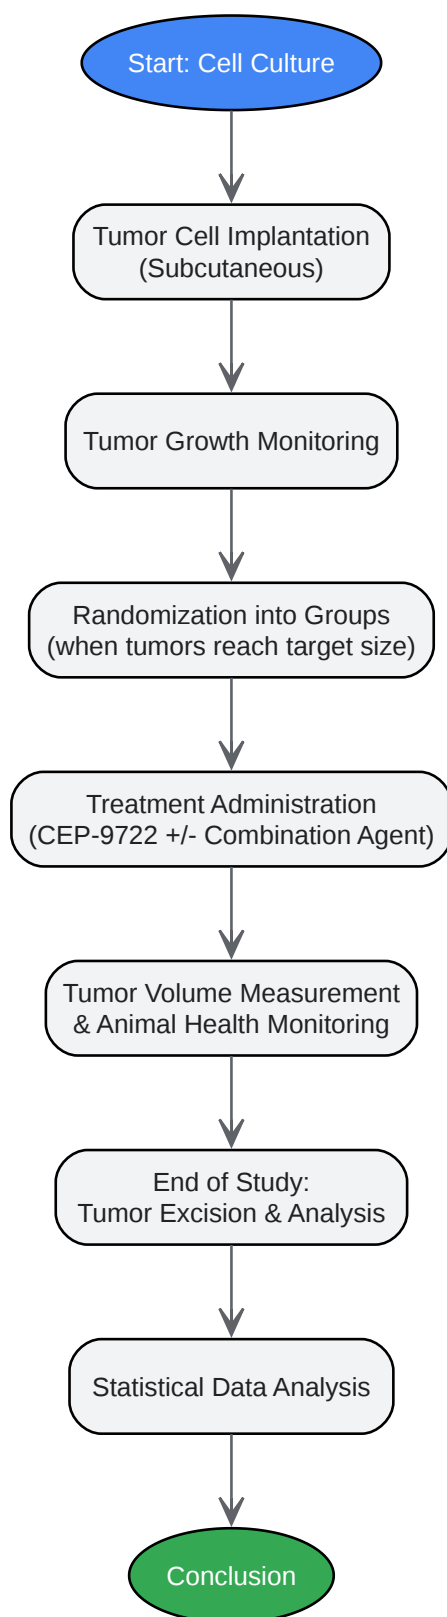 Start: Cell Culture
Tumor Cell Implantation
(Subcutaneous)
Tumor Growth Monitoring
Randomization into Groups
(when tumors reach target size)
Treatment Administration
(CEP-9722 +/- Combination Agent)
Tumor Volume Measurement
& Animal Health Monitoring
End of Study:
Tumor Excision & Analysis
Statistical Data Analysis
Conclusion